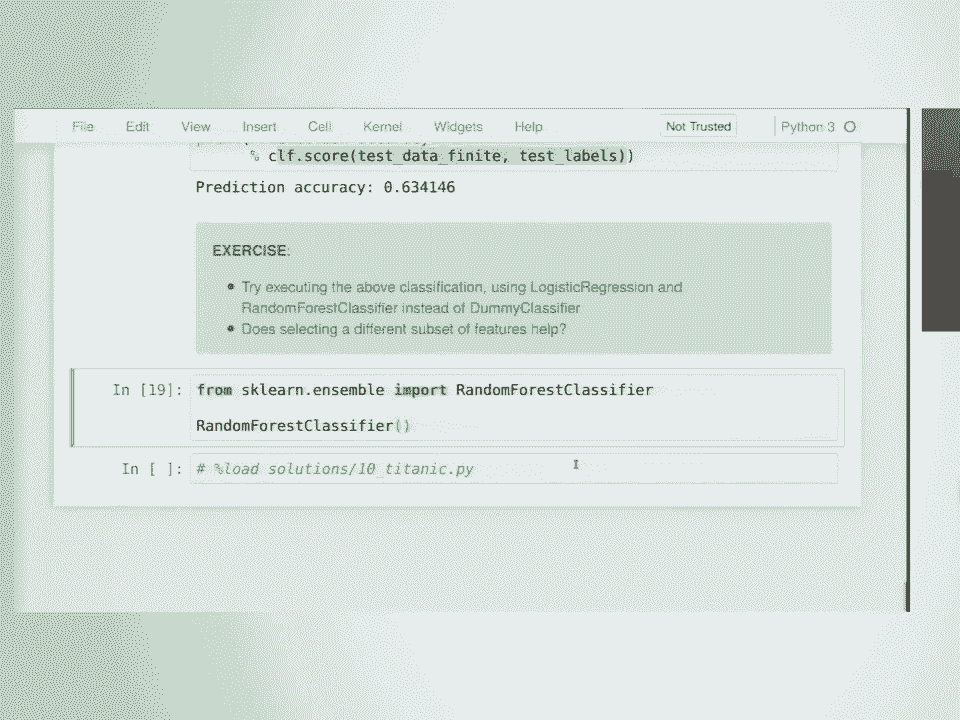 File Edit View Insert Cell Kernel Widgets Help Not Trusted Python 3
% clf.score(test_data_finite, test_labels))
Prediction accuracy: 0.634146
EXERCISE:
Try executing the above classification, using LogisticRegression and
RandomForestClassifier instead of DummyClassifier
Does selecting a different subset of features help?
In [19]: from sklearn.ensemble import RandomForestClassifier
RandomForestClassifier()
In [ ]: # %load solutions/10_titanic.py